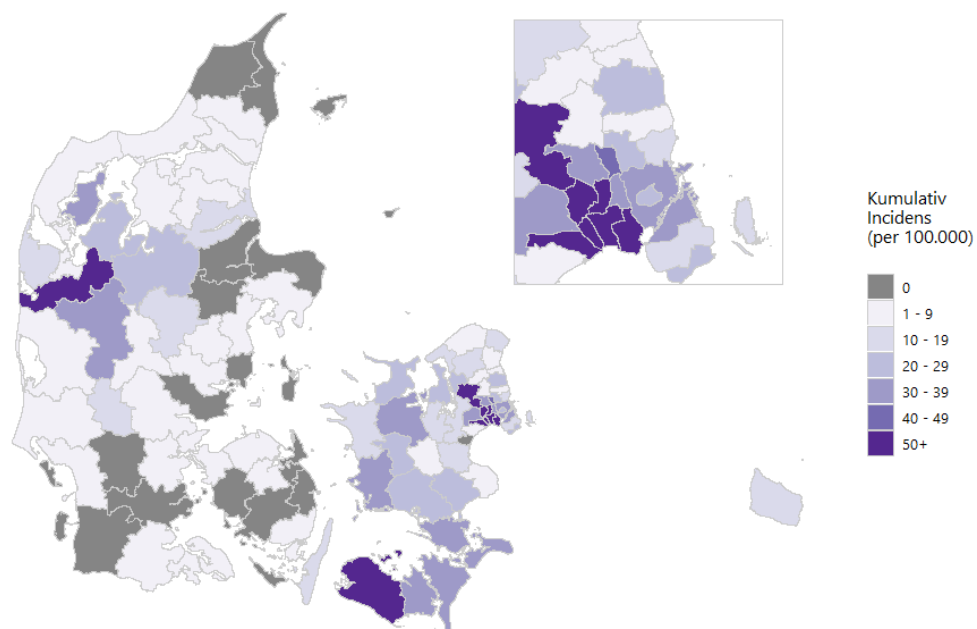 Kumulativ
Incidens
(per 100.000)
0
1 - 9
10 - 19
20 - 29
30 - 39
40 - 49
50+